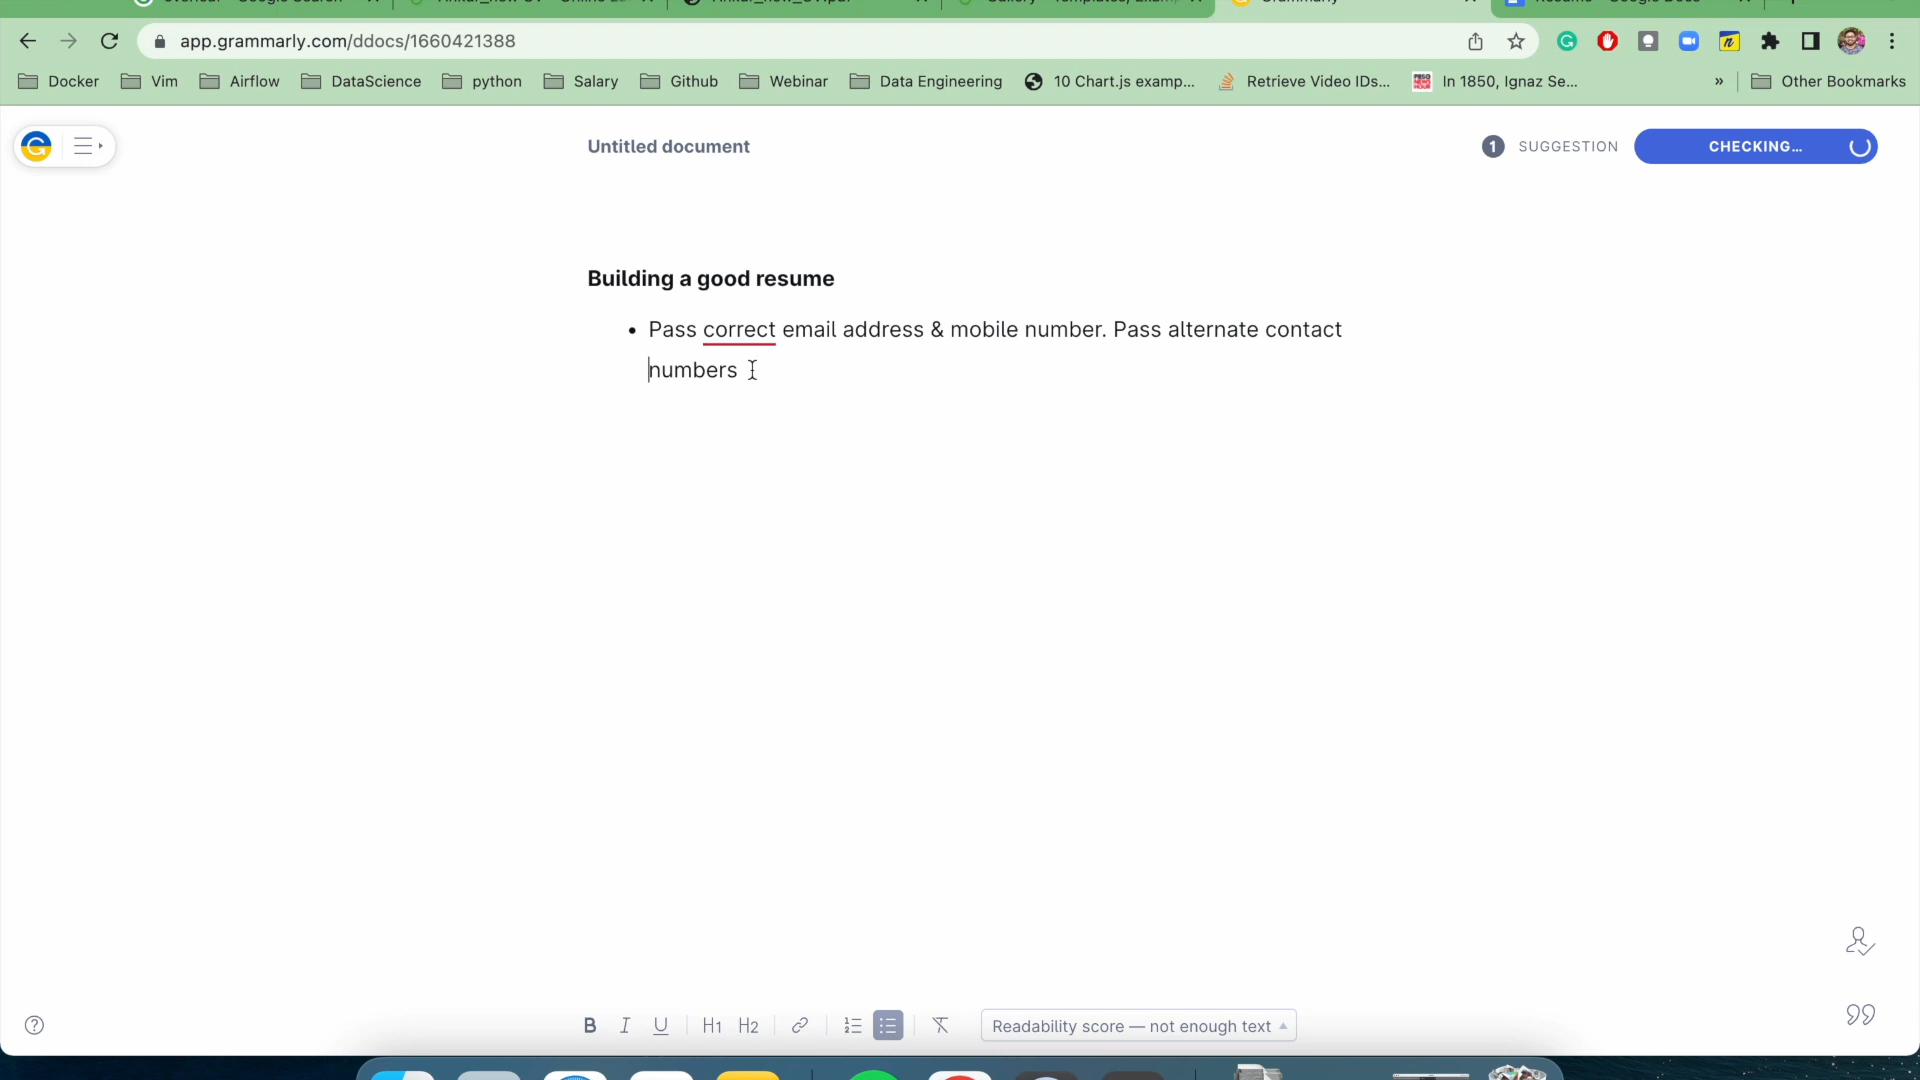 app.grammarly.com/ddocs/1660421388
Docker Vim Airflow DataScience python Salary Github Webinar Data Engineering 10 Chart.js examp... Retrieve Video IDs... In 1850, Ignaz Se... » Other Bookmarks
Untitled document
1 SUGGESTION CHECKING...
Building a good resume
• Pass correct email address & mobile number. Pass alternate contact
numbers
B I U H1 H2 Readability score — not enough text